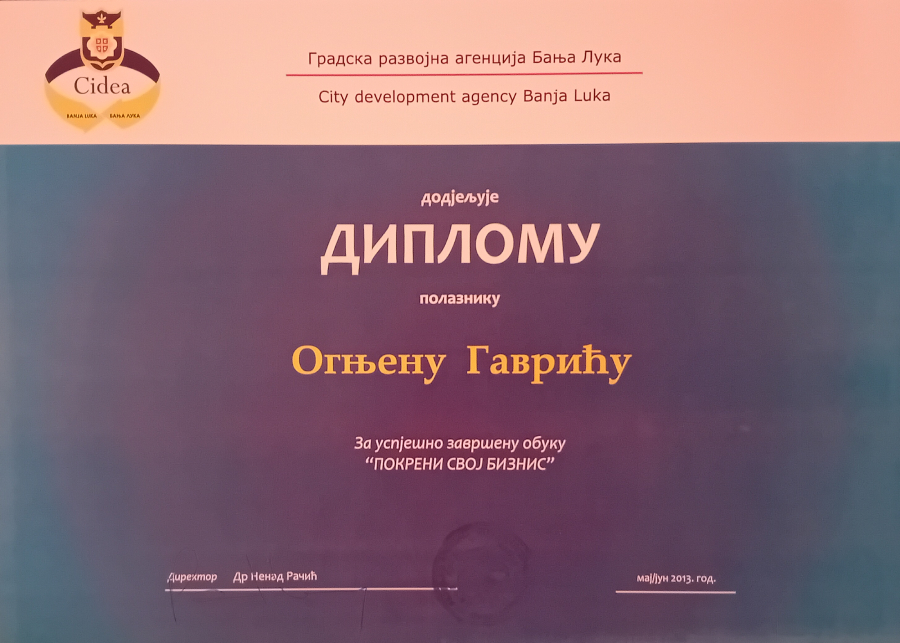 Cidea
BANJA LUKA БАЊА ЛУКА
Градска развојна агенција Бања Лука
City development agency Banja Luka
додјељује
ДИПЛОМУ
полазнику
Огњену Гаврићу
За успјешно завршену обуку
“ПОКРЕНИ СВОЈ БИЗНИС”
Директор Др Ненад Рачић
мај/јун 2013. год.